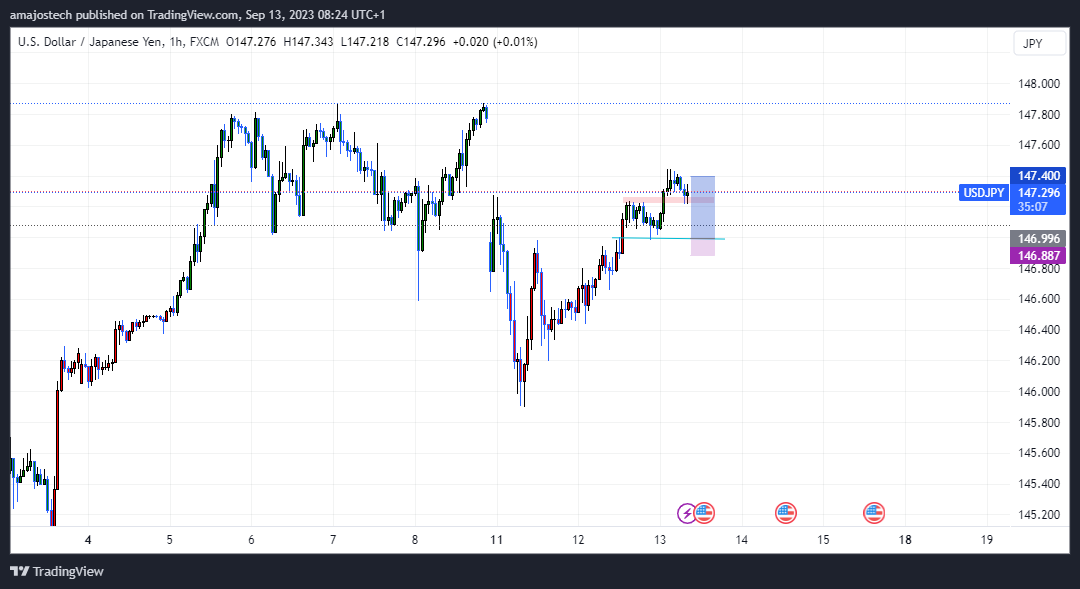 amajostech published on TradingView.com, Sep 13, 2023 08:24 UTC+1
U.S. Dollar / Japanese Yen, 1h, FXCM O147.276 H147.343 L147.218 C147.296 +0.020 (+0.01%)
JPY
148.000
147.800
147.600
147.400
USDJPY 147.296
35:07
146.996
146.887
146.800
146.600
146.400
146.200
146.000
145.800
145.600
145.400
145.200
4 5 6 7 8 11 12 13 14 15 18 19
TradingView